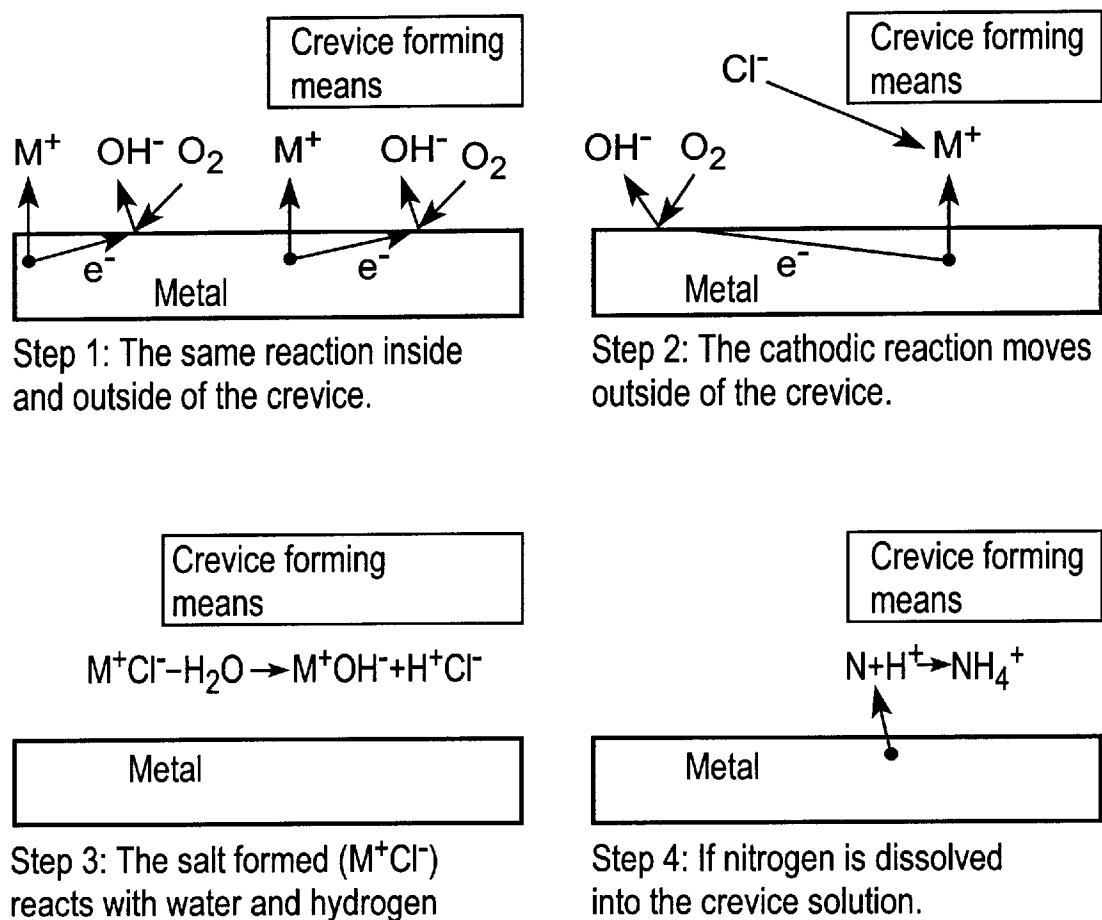 Crevice forming
means
M⁺ OH⁻ O₂ M⁺ OH⁻ O₂
e⁻ e⁻
Metal
Step 1: The same reaction inside
and outside of the crevice.
Crevice forming
means
Cl⁻
OH⁻ O₂ M⁺
e⁻
Metal
Step 2: The cathodic reaction moves
outside of the crevice.
Crevice forming
means
M⁺Cl⁻–H₂O→M⁺OH⁻+H⁺Cl⁻
Metal
Step 3: The salt formed (M⁺Cl⁻)
reacts with water and hydrogen
Crevice forming
means
N+H⁺→NH₄⁺
Metal
Step 4: If nitrogen is dissolved
into the crevice solution.